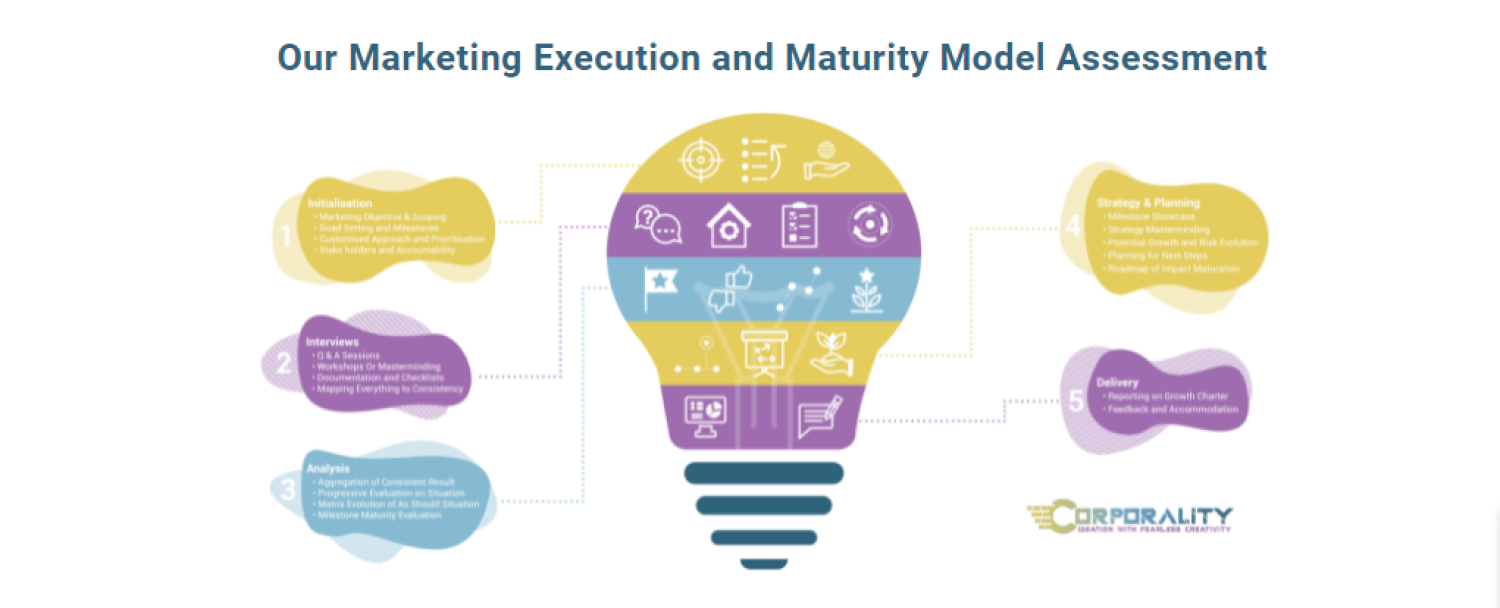 Our Marketing Execution and Maturity Model Assessment
1
Initialisation
• Marketing Objective & Scoping
• Goad Setting and Milestones
• Customised Approach and Prioritisation
• Stake holders and Accountability
2
Interviews
• Q & A Sessions
• Workshops Or Masterminding
• Documentation and Checklists
• Mapping Everything to Consistency
3
Analysis
• Aggregation of Consistent Result
• Progressive Evaluation on Situation
• Matrix Evolution of As Should Situation
• Milestone Maturity Evaluation
4
Strategy & Planning
• Milestone Showcase
• Strategy Masterminding
• Potential Growth and Risk Evolution
• Planning for Next Steps
• Roadmap of Impact Maturation
5
Delivery
• Reporting on Growth Charter
• Feedback and Accommodation
CORPORALITY
IDEATION WITH FEARLESS CREATIVITY